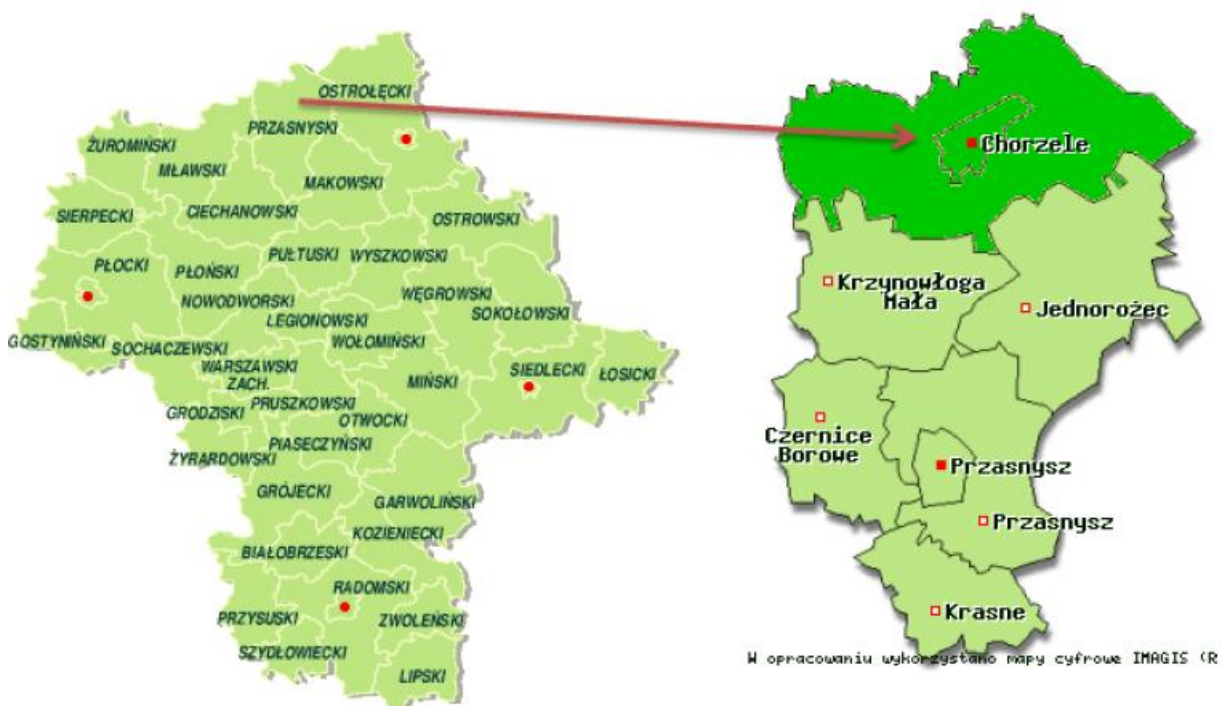 OSTROŁĘCKI
PRZASNYSKI
ŻUROMIŃSKI
MŁAWSKI
MAKOWSKI
SIERPECKI
CIECHANOWSKI
OSTROWSKI
PŁOCKI
PŁOŃSKI
PUŁTUSKI
WYSZKOWSKI
NOWODWORSKI
WĘGROWSKI
SOKOŁOWSKI
LEGIONOWSKI
GOSTYNIŃSKI
SOCHACZEWSKI
WOŁOMIŃSKI
WARSZAWSKI
ZACH.
MIŃSKI
SIEDLECKI
ŁOSICKI
GRODZISKI
PRUSZKOWSKI
OTWOCKI
PIASECZYŃSKI
ŻYRARDOWSKI
GRÓJECKI
GARWOLIŃSKI
KOZIENIECKI
BIAŁOBRZESKI
RADOMSKI
PRZYSUSKI
ZWOLEŃSKI
SZYDŁOWIECKI
LIPSKI
Chorzele
Krzynowłoga
Mała
Jednorożec
Czernice
Borowe
Przasnysz
Przasnysz
Krasne
W opracowaniu wykorzystano mapy cyfrowe IMAGIS (R